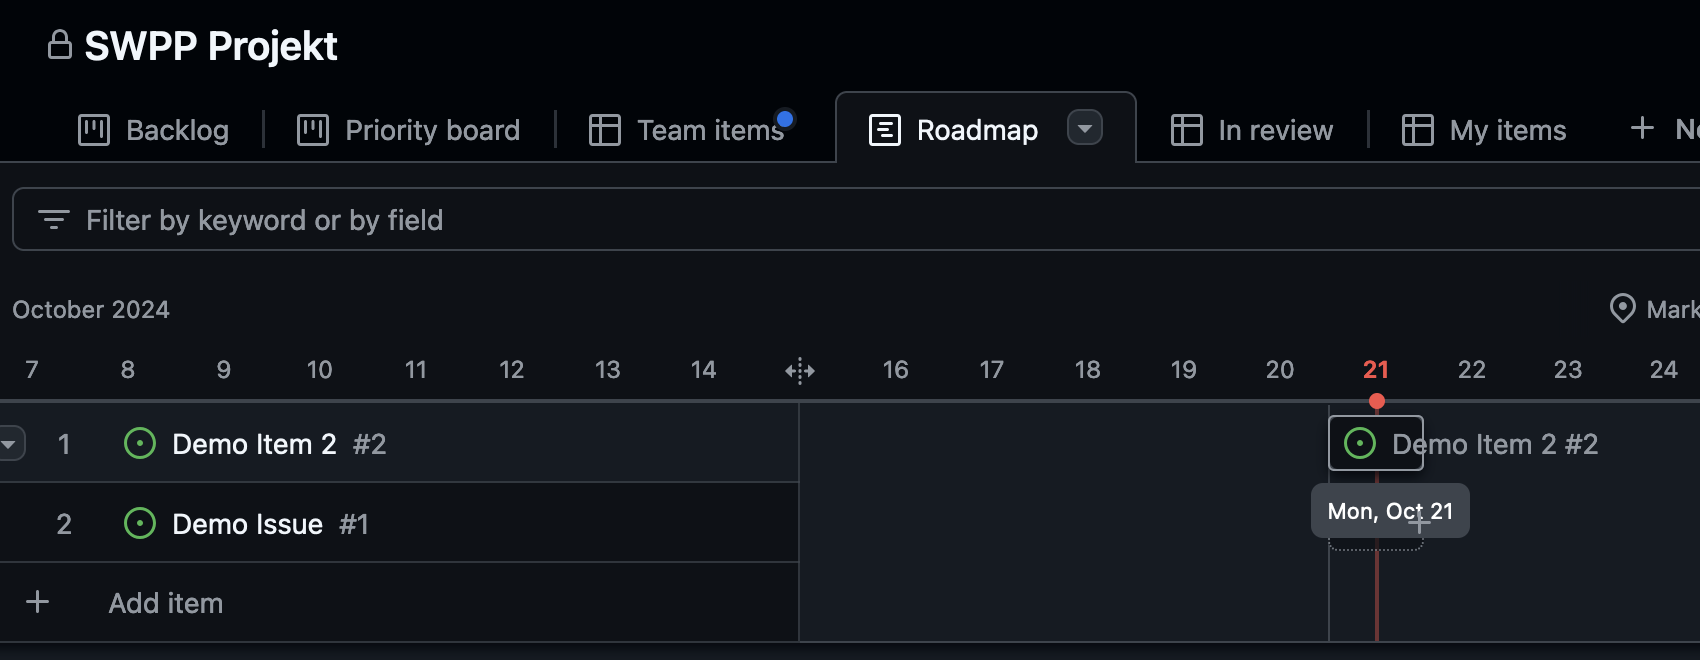 SWPP Projekt
Backlog Priority board Team items Roadmap In review My items
Filter by keyword or by field
October 2024
7 8 9 10 11 12 13 14 16 17 18 19 20 21 22 23 24
1 Demo Item 2 #2 Demo Item 2 #2
Mon, Oct 21
2 Demo Issue #1
Add item